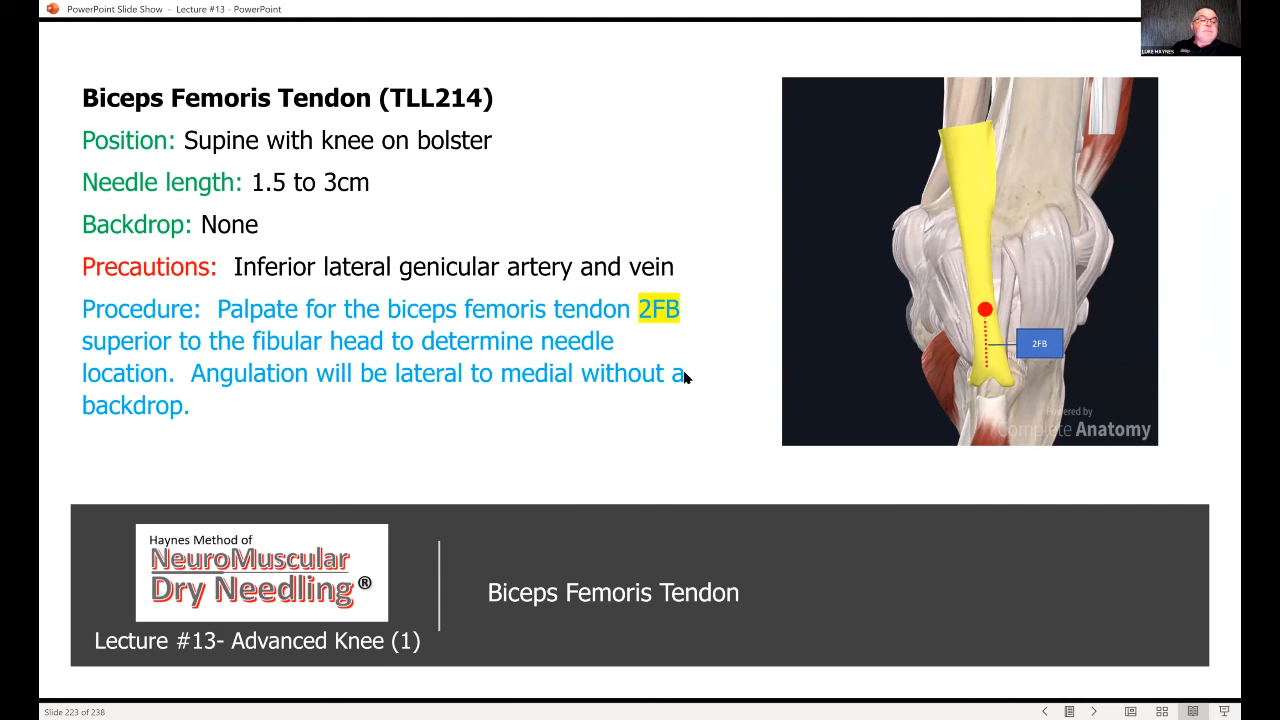 PowerPoint Slide Show - Lecture #13 - PowerPoint
LUKE HAYNES
Biceps Femoris Tendon (TLL214)
Position: Supine with knee on bolster
Needle length: 1.5 to 3cm
Backdrop: None
Precautions: Inferior lateral genicular artery and vein
Procedure: Palpate for the biceps femoris tendon 2FB
superior to the fibular head to determine needle
location. Angulation will be lateral to medial without a
backdrop.
2FB
Powered by
Complete Anatomy
Haynes Method of
NeuroMuscular
Dry Needling®
Lecture #13- Advanced Knee (1)
Biceps Femoris Tendon
Slide 223 of 238